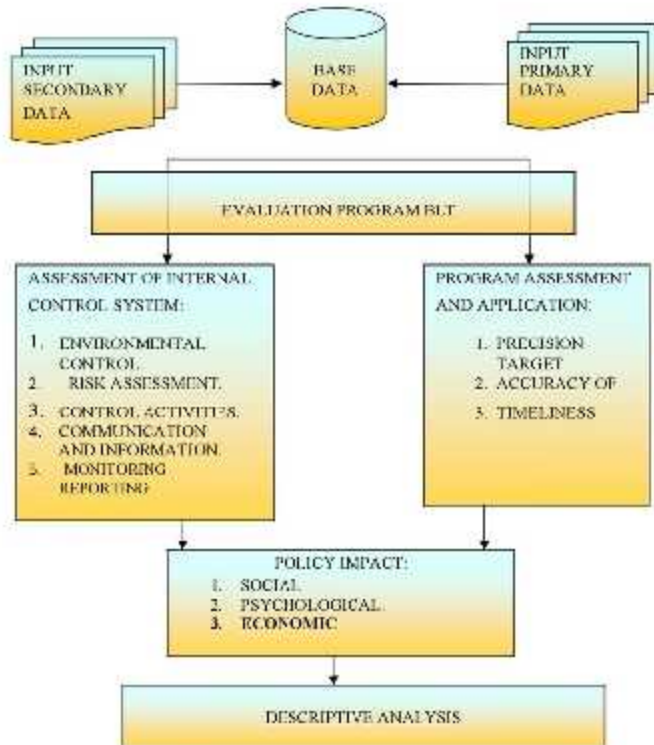 INPUT
SECONDARY
DATA
BASE
DATA
INPUT
PRIMARY
DATA
EVALUATION PROGRAM BLT
ASSESSMENT OF INTERNAL
CONTROL SYSTEM:
1. ENVIRONMENTAL
CONTROL
2. RISK ASSESSMENT.
3. CONTROL ACTIVITES.
4. COMMUNICATION
AND INFORMATION.
5. MONITORING
REPORTING
PROGRAM ASSESSMENT
AND APPLICATION:
1. PRECISION
TARGET
2. ACCURACY OF
3. TIMELINESS
POLICY IMPACT:
1. SOCIAL
2. PSYCHOLOGICAL
3. ECONOMIC
DESCRIPTIVE ANALYSIS